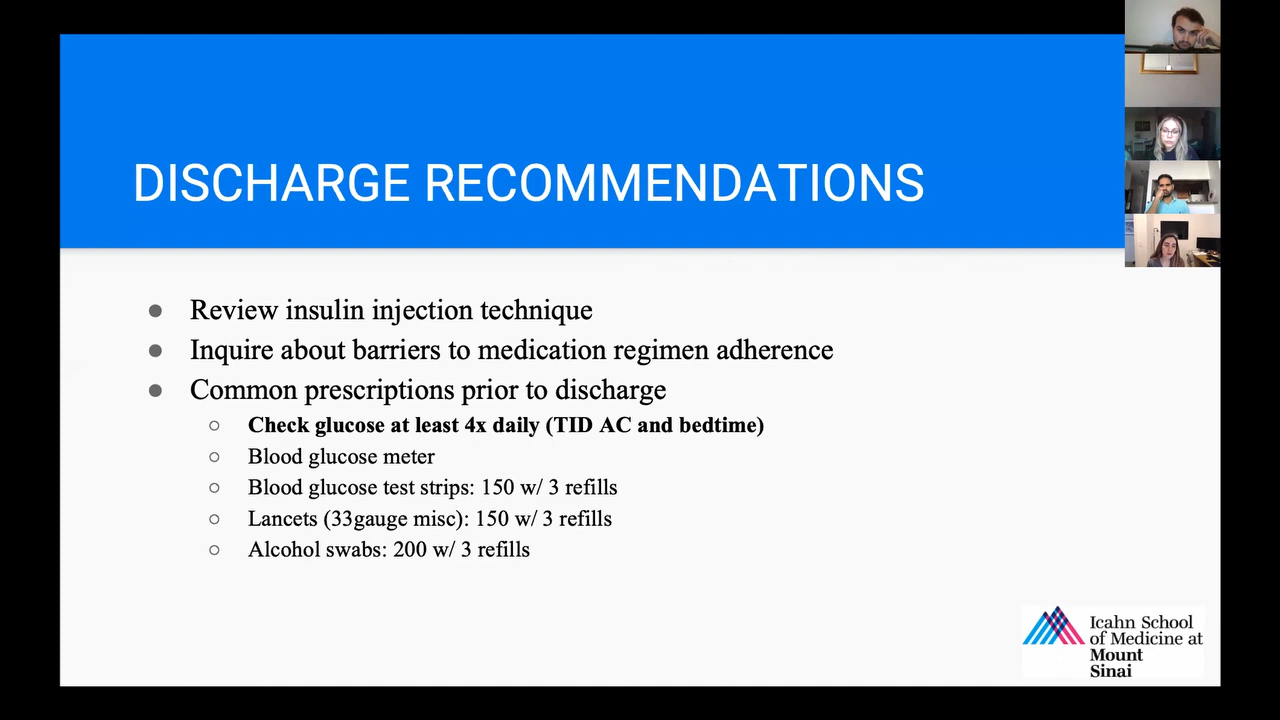 DISCHARGE RECOMMENDATIONS
Review insulin injection technique
Inquire about barriers to medication regimen adherence
Common prescriptions prior to discharge
Check glucose at least 4x daily (TID AC and bedtime)
Blood glucose meter
Blood glucose test strips: 150 w/ 3 refills
Lancets (33gauge misc): 150 w/ 3 refills
Alcohol swabs: 200 w/ 3 refills
Icahn School
of Medicine at
Mount
Sinai